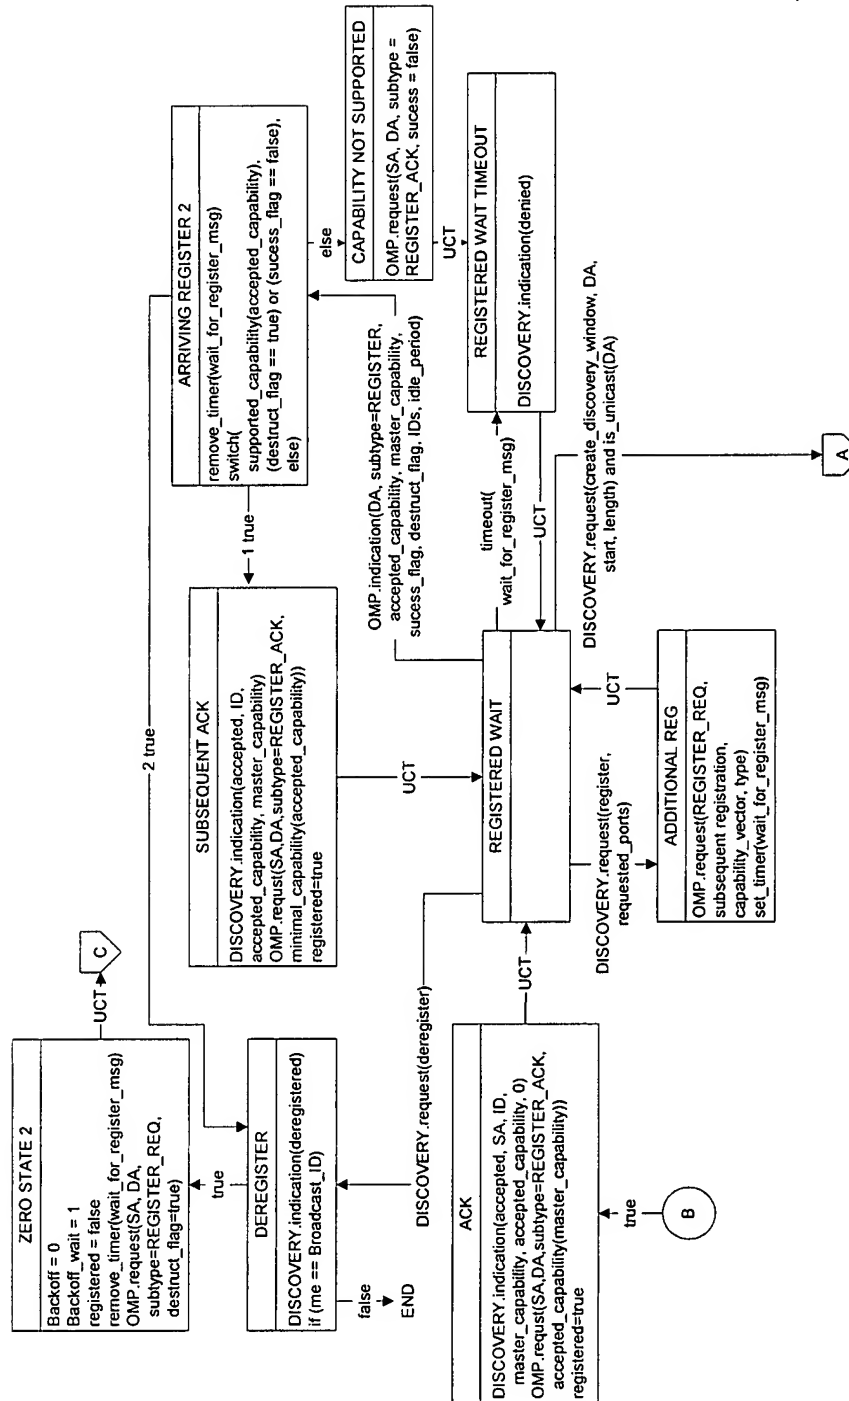 ZERO STATE 2
Backoff = 0
Backoff_wait = 1
registered = false
remove_timer(wait_for_register_msg)
OMP.request(SA, DA,
subtype=REGISTER_REQ,
destruct_flag=true)
UCT
C
2 true
true
DEREGISTER
DISCOVERY.indication(deregistered)
if (me == Broadcast_ID)
false
END
DISCOVERY.request(deregister)
SUBSEQUENT ACK
DISCOVERY.indication(accepted, ID,
accepted_capability, master_capability)
OMP.requst(SA,DA,subtype=REGISTER_ACK,
minimal_capability(accepted_capability))
registered=true
1 true
ARRIVING REGISTER 2
remove_timer(wait_for_register_msg)
switch(
supported_capability(accepted_capability),
(destruct_flag == true) or (sucess_flag == false),
else)
else
CAPABILITY NOT SUPPORTED
OMP.request(SA, DA, subtype =
REGISTER_ACK, sucess = false)
UCT
REGISTERED WAIT TIMEOUT
DISCOVERY.indication(denied)
OMP.indication(DA, subtype=REGISTER,
accepted_capability, master_capability,
sucess_flag, destruct_flag, IDs, idle_period)
timeout(
wait_for_register_msg)
UCT
UCT
REGISTERED WAIT
DISCOVERY.request(create_discovery_window, DA,
start, length) and is_unicast(DA)
A
ACK
DISCOVERY.indication(accepted, SA, ID,
master_capability, accepted_capability, 0)
OMP.requst(SA,DA,subtype=REGISTER_ACK,
accepted_capability(master_capability))
registered=true
UCT
true
B
DISCOVERY.request(register,
requested_ports)
UCT
ADDITIONAL REG
OMP.request(REGISTER_REQ,
subsequent registration,
capability_vector, type)
set_timer(wait_for_register_msg)